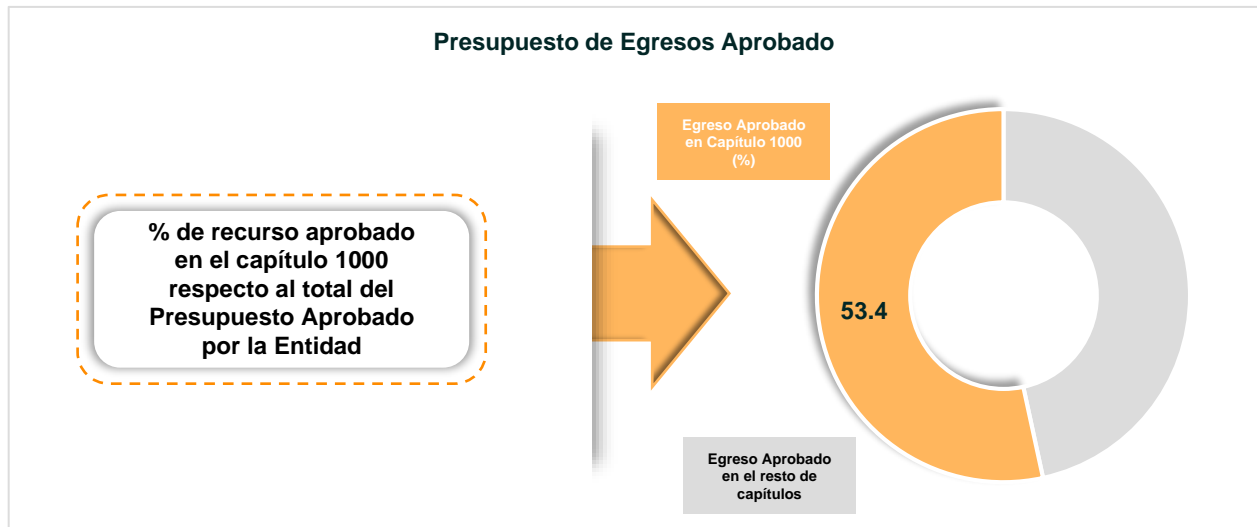 Presupuesto de Egresos Aprobado
% de recurso aprobado
en el capítulo 1000
respecto al total del
Presupuesto Aprobado
por la Entidad
Egreso Aprobado
en Capítulo 1000
(%)
53.4
Egreso Aprobado
en el resto de
capítulos